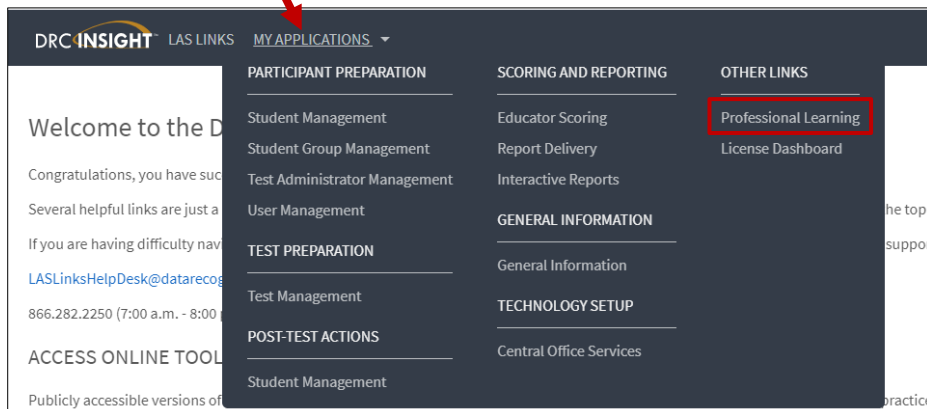 DRC INSIGHT LAS LINKS MY APPLICATIONS
PARTICIPANT PREPARATION
Student Management
Student Group Management
Test Administrator Management
User Management
TEST PREPARATION
Test Management
POST-TEST ACTIONS
Student Management
SCORING AND REPORTING
Educator Scoring
Report Delivery
Interactive Reports
GENERAL INFORMATION
General Information
TECHNOLOGY SETUP
Central Office Services
OTHER LINKS
Professional Learning
License Dashboard
Welcome to the D
Congratulations, you have suc
Several helpful links are just a
he top
If you are having difficulty navi
suppor
LASLinksHelpDesk@datarecog
866.282.2250 (7:00 a.m. - 8:00
ACCESS ONLINE TOOL
Publicly accessible versions of
practice